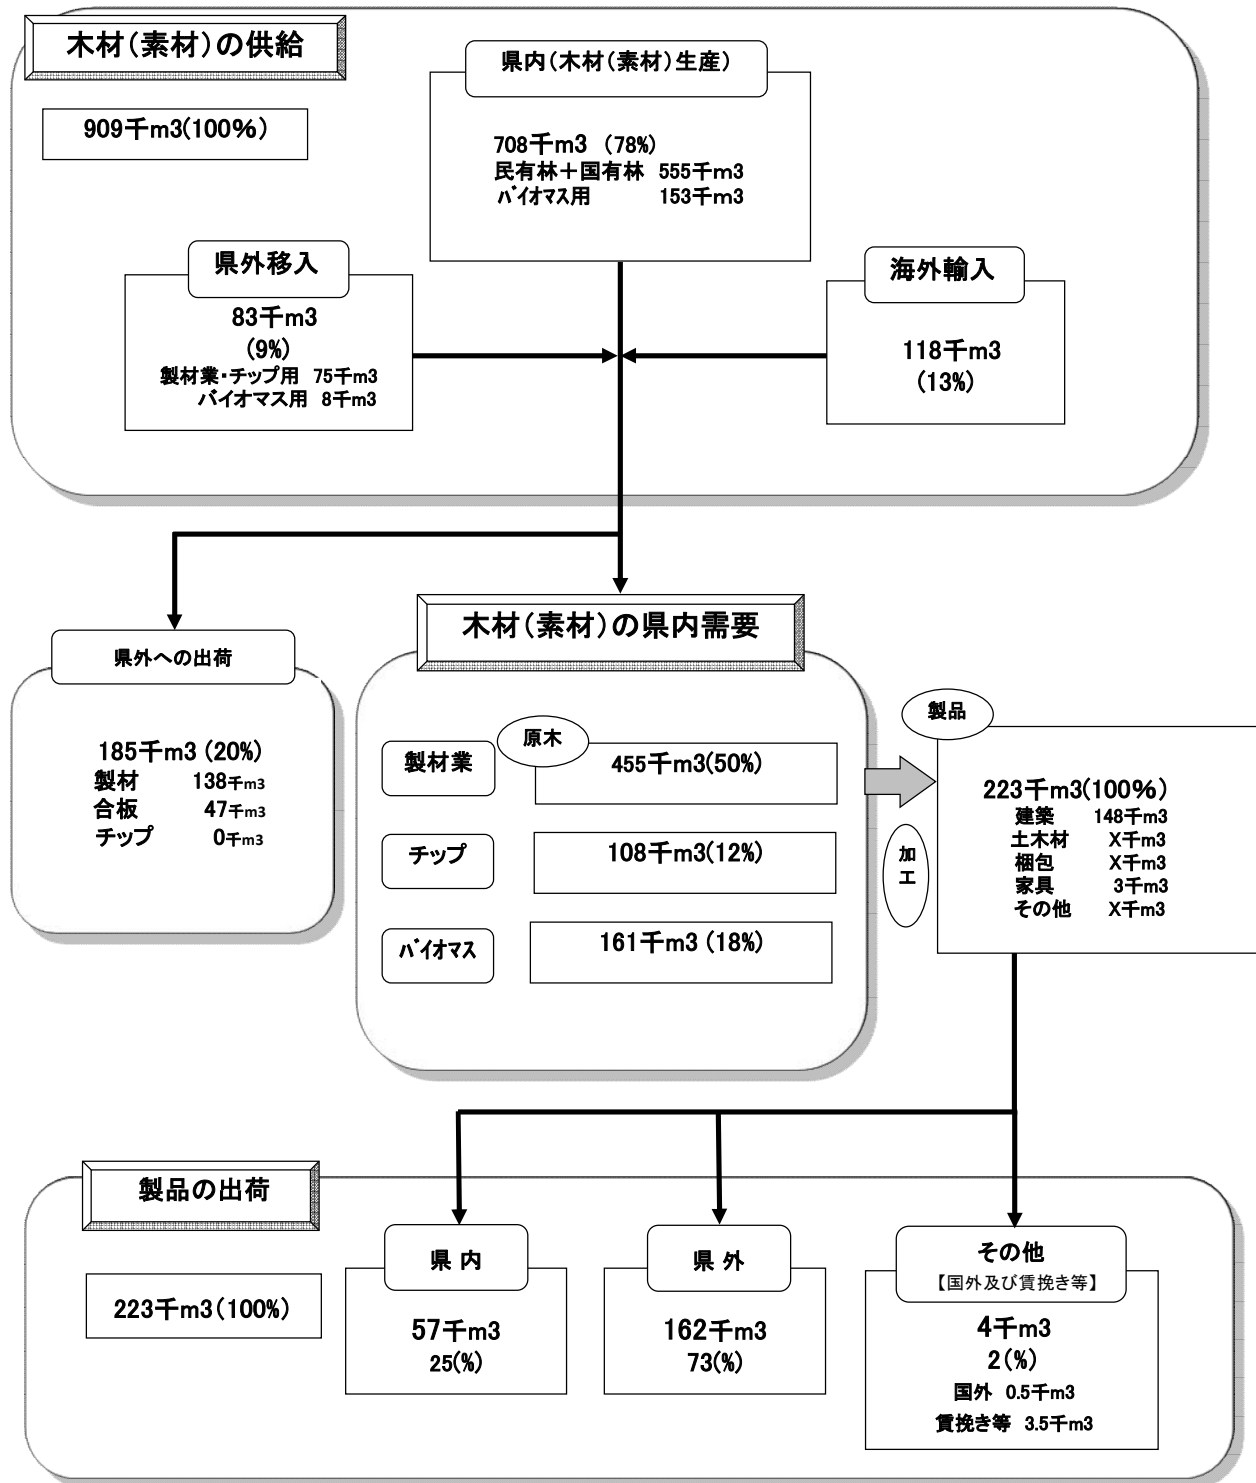 木材(素材)の供給
909千m3(100%)
県内(木材(素材)生産)
708千m3 (78%)
民有林+国有林 555千m3
バイオマス用 153千m3
県外移入
83千m3
(9%)
製材業・チップ用 75千m3
バイオマス用 8千m3
海外輸入
118千m3
(13%)
県外への出荷
185千m3 (20%)
製材 138千m3
合板 47千m3
チップ 0千m3
木材(素材)の県内需要
原木
製材業 455千m3(50%)
チップ 108千m3(12%)
バイオマス 161千m3 (18%)
加工
製品
223千m3(100%)
建築 148千m3
土木材 X千m3
梱包 X千m3
家具 3千m3
その他 X千m3
製品の出荷
223千m3(100%)
県 内
57千m3
25(%)
県 外
162千m3
73(%)
その他
【国外及び賃挽き等】
4千m3
2(%)
国外 0.5千m3
賃挽き等 3.5千m3